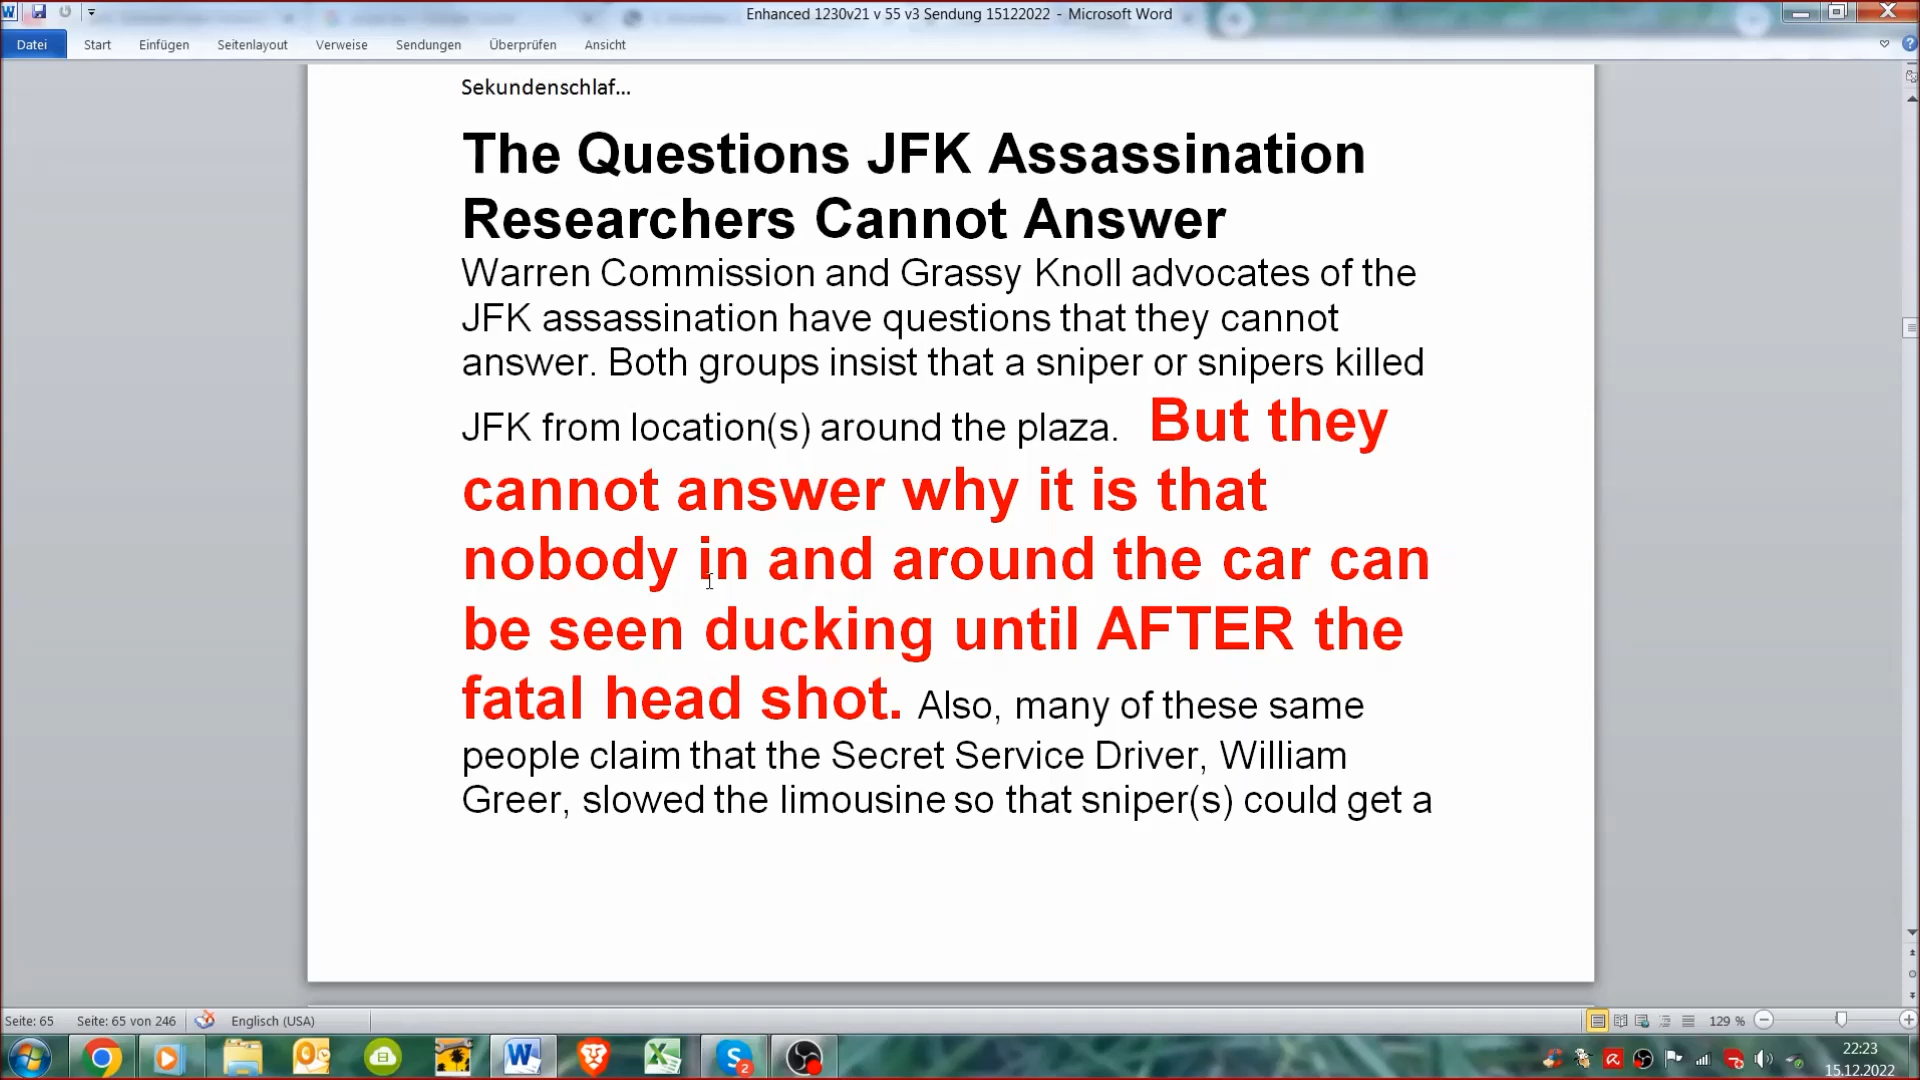 Enhanced 1230v21 v 55 v3 Sendung 15122022 - Microsoft Word
Datei Start Einfügen Seitenlayout Verweise Sendungen Überprüfen Ansicht
Sekundenschlaf...
The Questions JFK Assassination
Researchers Cannot Answer
Warren Commission and Grassy Knoll advocates of the
JFK assassination have questions that they cannot
answer. Both groups insist that a sniper or snipers killed
JFK from location(s) around the plaza. But they
cannot answer why it is that
nobody in and around the car can
be seen ducking until AFTER the
fatal head shot. Also, many of these same
people claim that the Secret Service Driver, William
Greer, slowed the limousine so that sniper(s) could get a
Seite: 65 Seite: 65 von 246 Englisch (USA) 129 %
2
22:23
15.12.2022